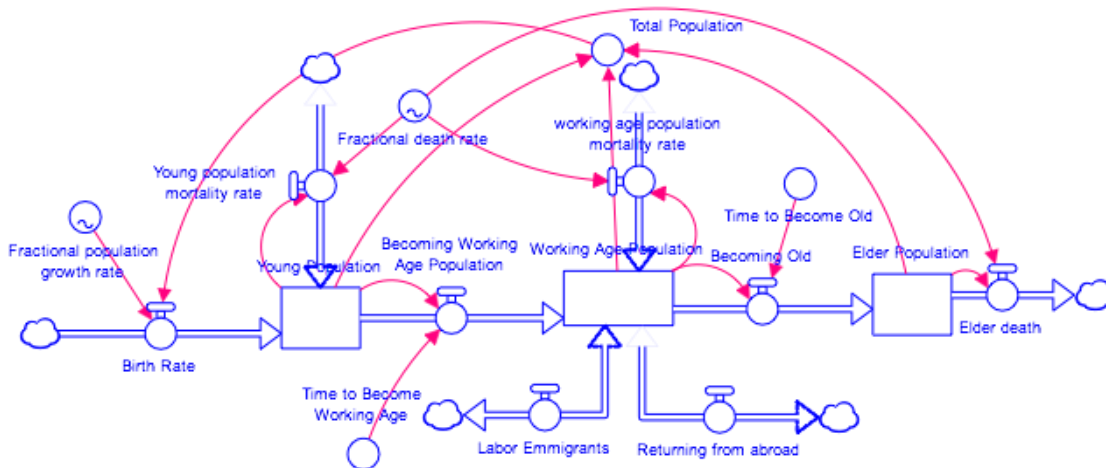 Total Population
Fractional death rate
working age population
mortality rate
Young population
mortality rate
Time to Become Old
Fractional population
growth rate
Becoming Working
Age Population
Working Age Population
Becoming Old
Elder Population
Young Population
Birth Rate
Elder death
Time to Become
Working Age
Labor Emmigrants
Returning from abroad